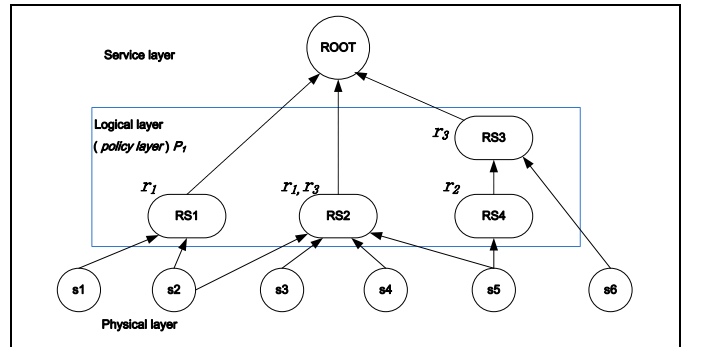 ROOT
Service layer
Logical layer
( policy layer ) P1
r3
RS3
r1
r1, r3
r2
RS1
RS2
RS4
s1
s2
s3
s4
s5
s6
Physical layer